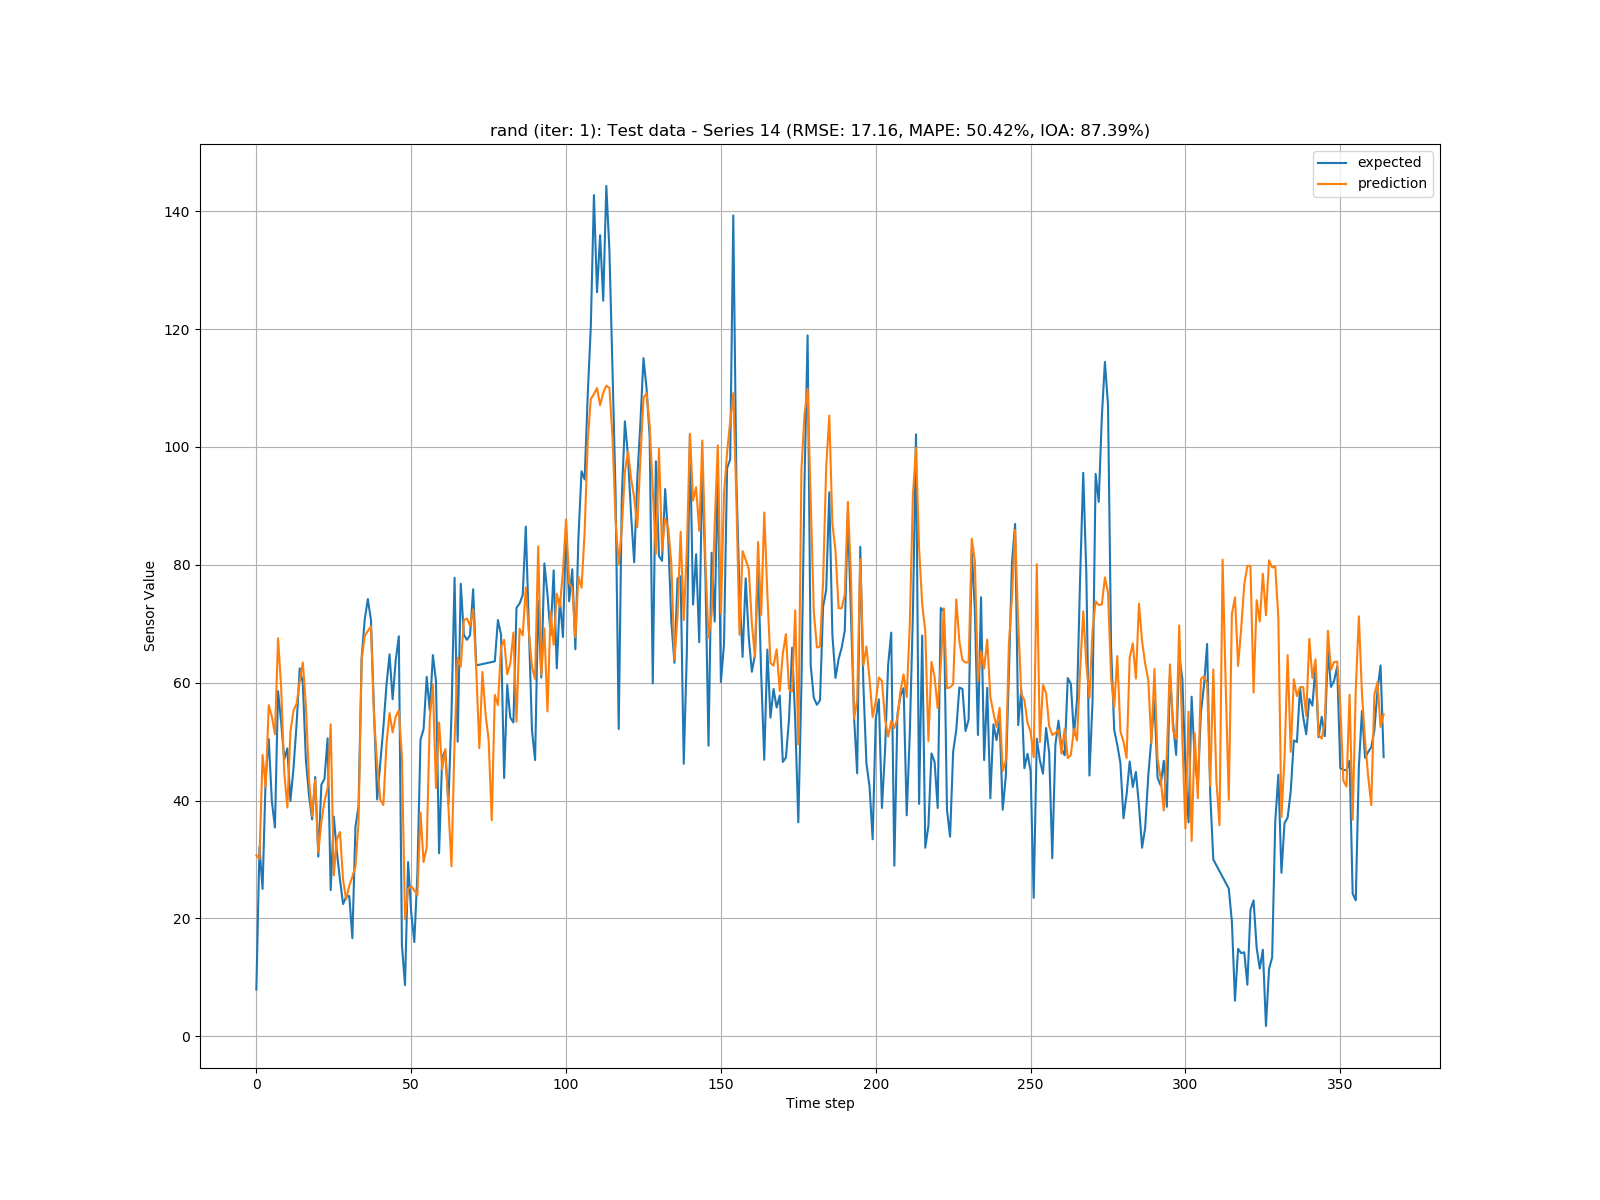 rand (iter: 1): Test data - Series 14 (RMSE: 17.16, MAPE: 50.42%, IOA: 87.39%)
expected
prediction
Sensor Value
140
120
100
80
60
40
20
0
0 50 100 150 200 250 300 350
Time step